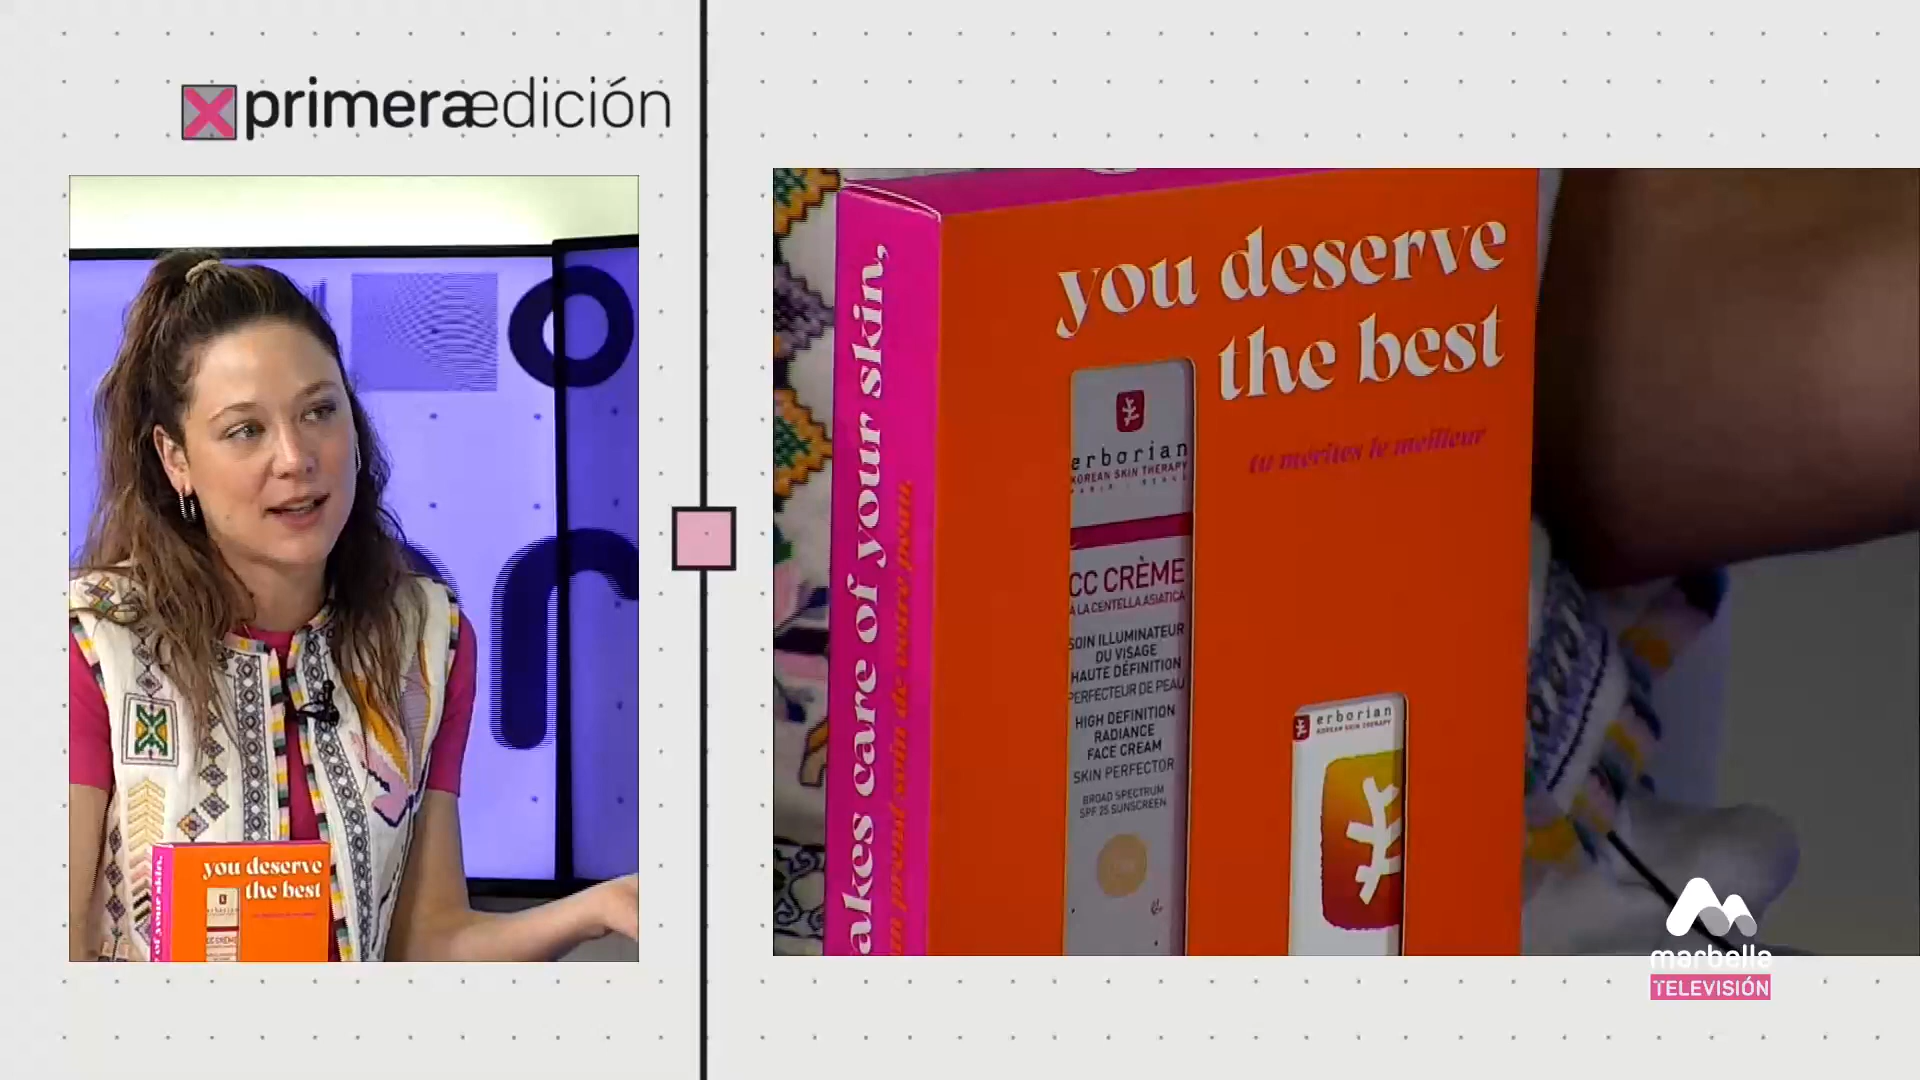 primeraedición
you deserve
the best
you deserve
the best
tu mérites le meilleur
akes care of your skin,
erborian
KOREAN SKIN THERAPY
PARIS · SEOUL
CC CRÈME
À LA CENTELLA ASIATICA
SOIN ILLUMINATEUR
DU VISAGE
HAUTE DÉFINITION
PERFECTEUR DE PEAU
HIGH DEFINITION
RADIANCE
FACE CREAM
SKIN PERFECTOR
BROAD SPECTRUM
SPF 25 SUNSCREEN
erborian
KOREAN SKIN THERAPY
marbella
TELEVISIÓN